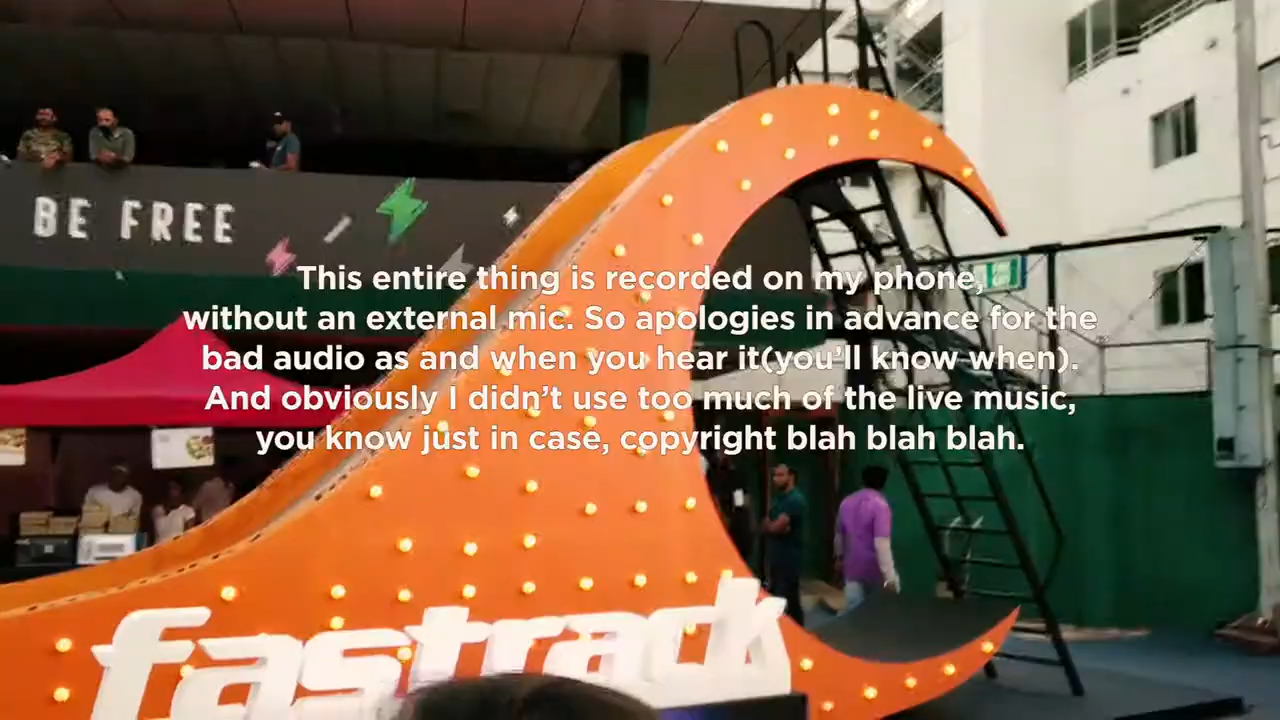 BE FREE
This entire thing is recorded on my phone,
without an external mic. So apologies in advance for the
bad audio as and when you hear it(you'll know when).
And obviously I didn't use too much of the live music,
you know just in case, copyright blah blah blah.
fastrack